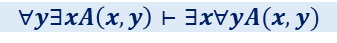 ∀y∃xA(x, y) ⊢ ∃x∀yA(x, y)